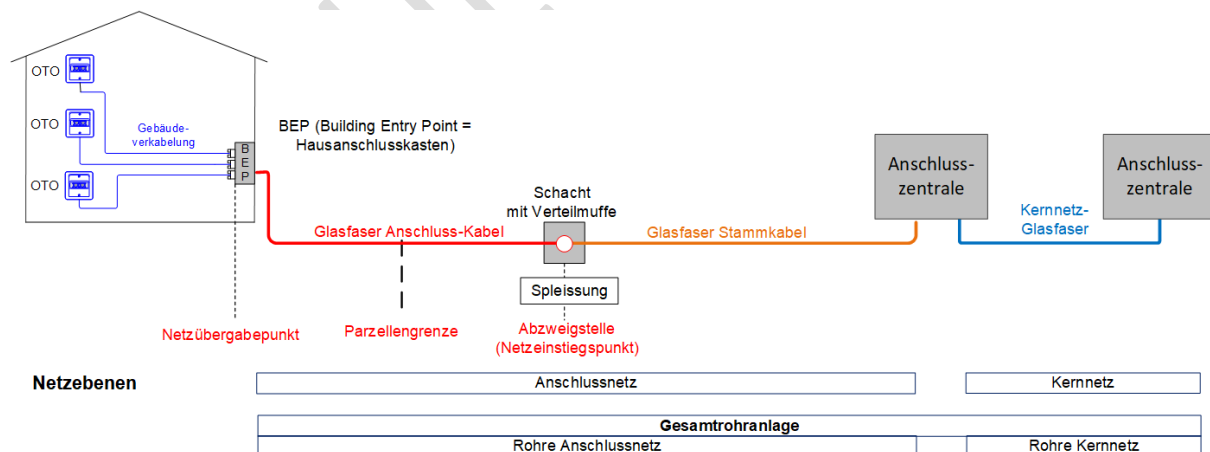 OTO
OTO
OTO
Gebäude-
verkabelung
B
E
P
BEP (Building Entry Point =
Hausanschlusskasten)
Schacht
mit Verteilmuffe
Anschluss-
zentrale
Anschluss-
zentrale
Glasfaser Anschluss-Kabel
Glasfaser Stammkabel
Kernnetz-
Glasfaser
Spleissung
Netzübergabepunkt
Parzellengrenze
Abzweigstelle
(Netzeinstiegspunkt)
Netzebenen
Anschlussnetz
Kernnetz
Gesamtrohranlage
Rohre Anschlussnetz
Rohre Kernnetz